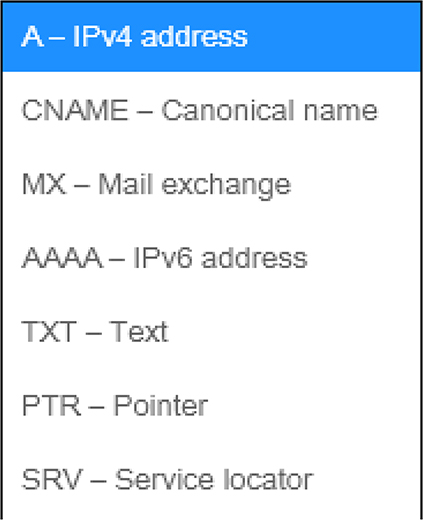 A – IPv4 address
CNAME – Canonical name
MX – Mail exchange
AAAA – IPv6 address
TXT – Text
PTR – Pointer
SRV – Service locator